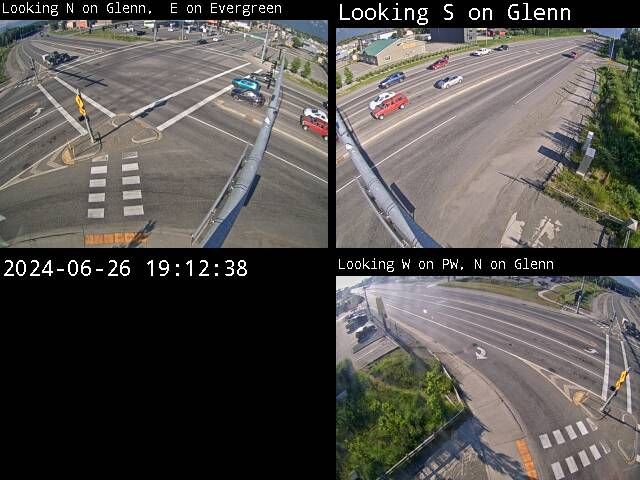 Looking N on Glenn, E on Evergreen
Looking S on Glenn
2024-06-26 19:12:38
Looking W on PW, N on Glenn